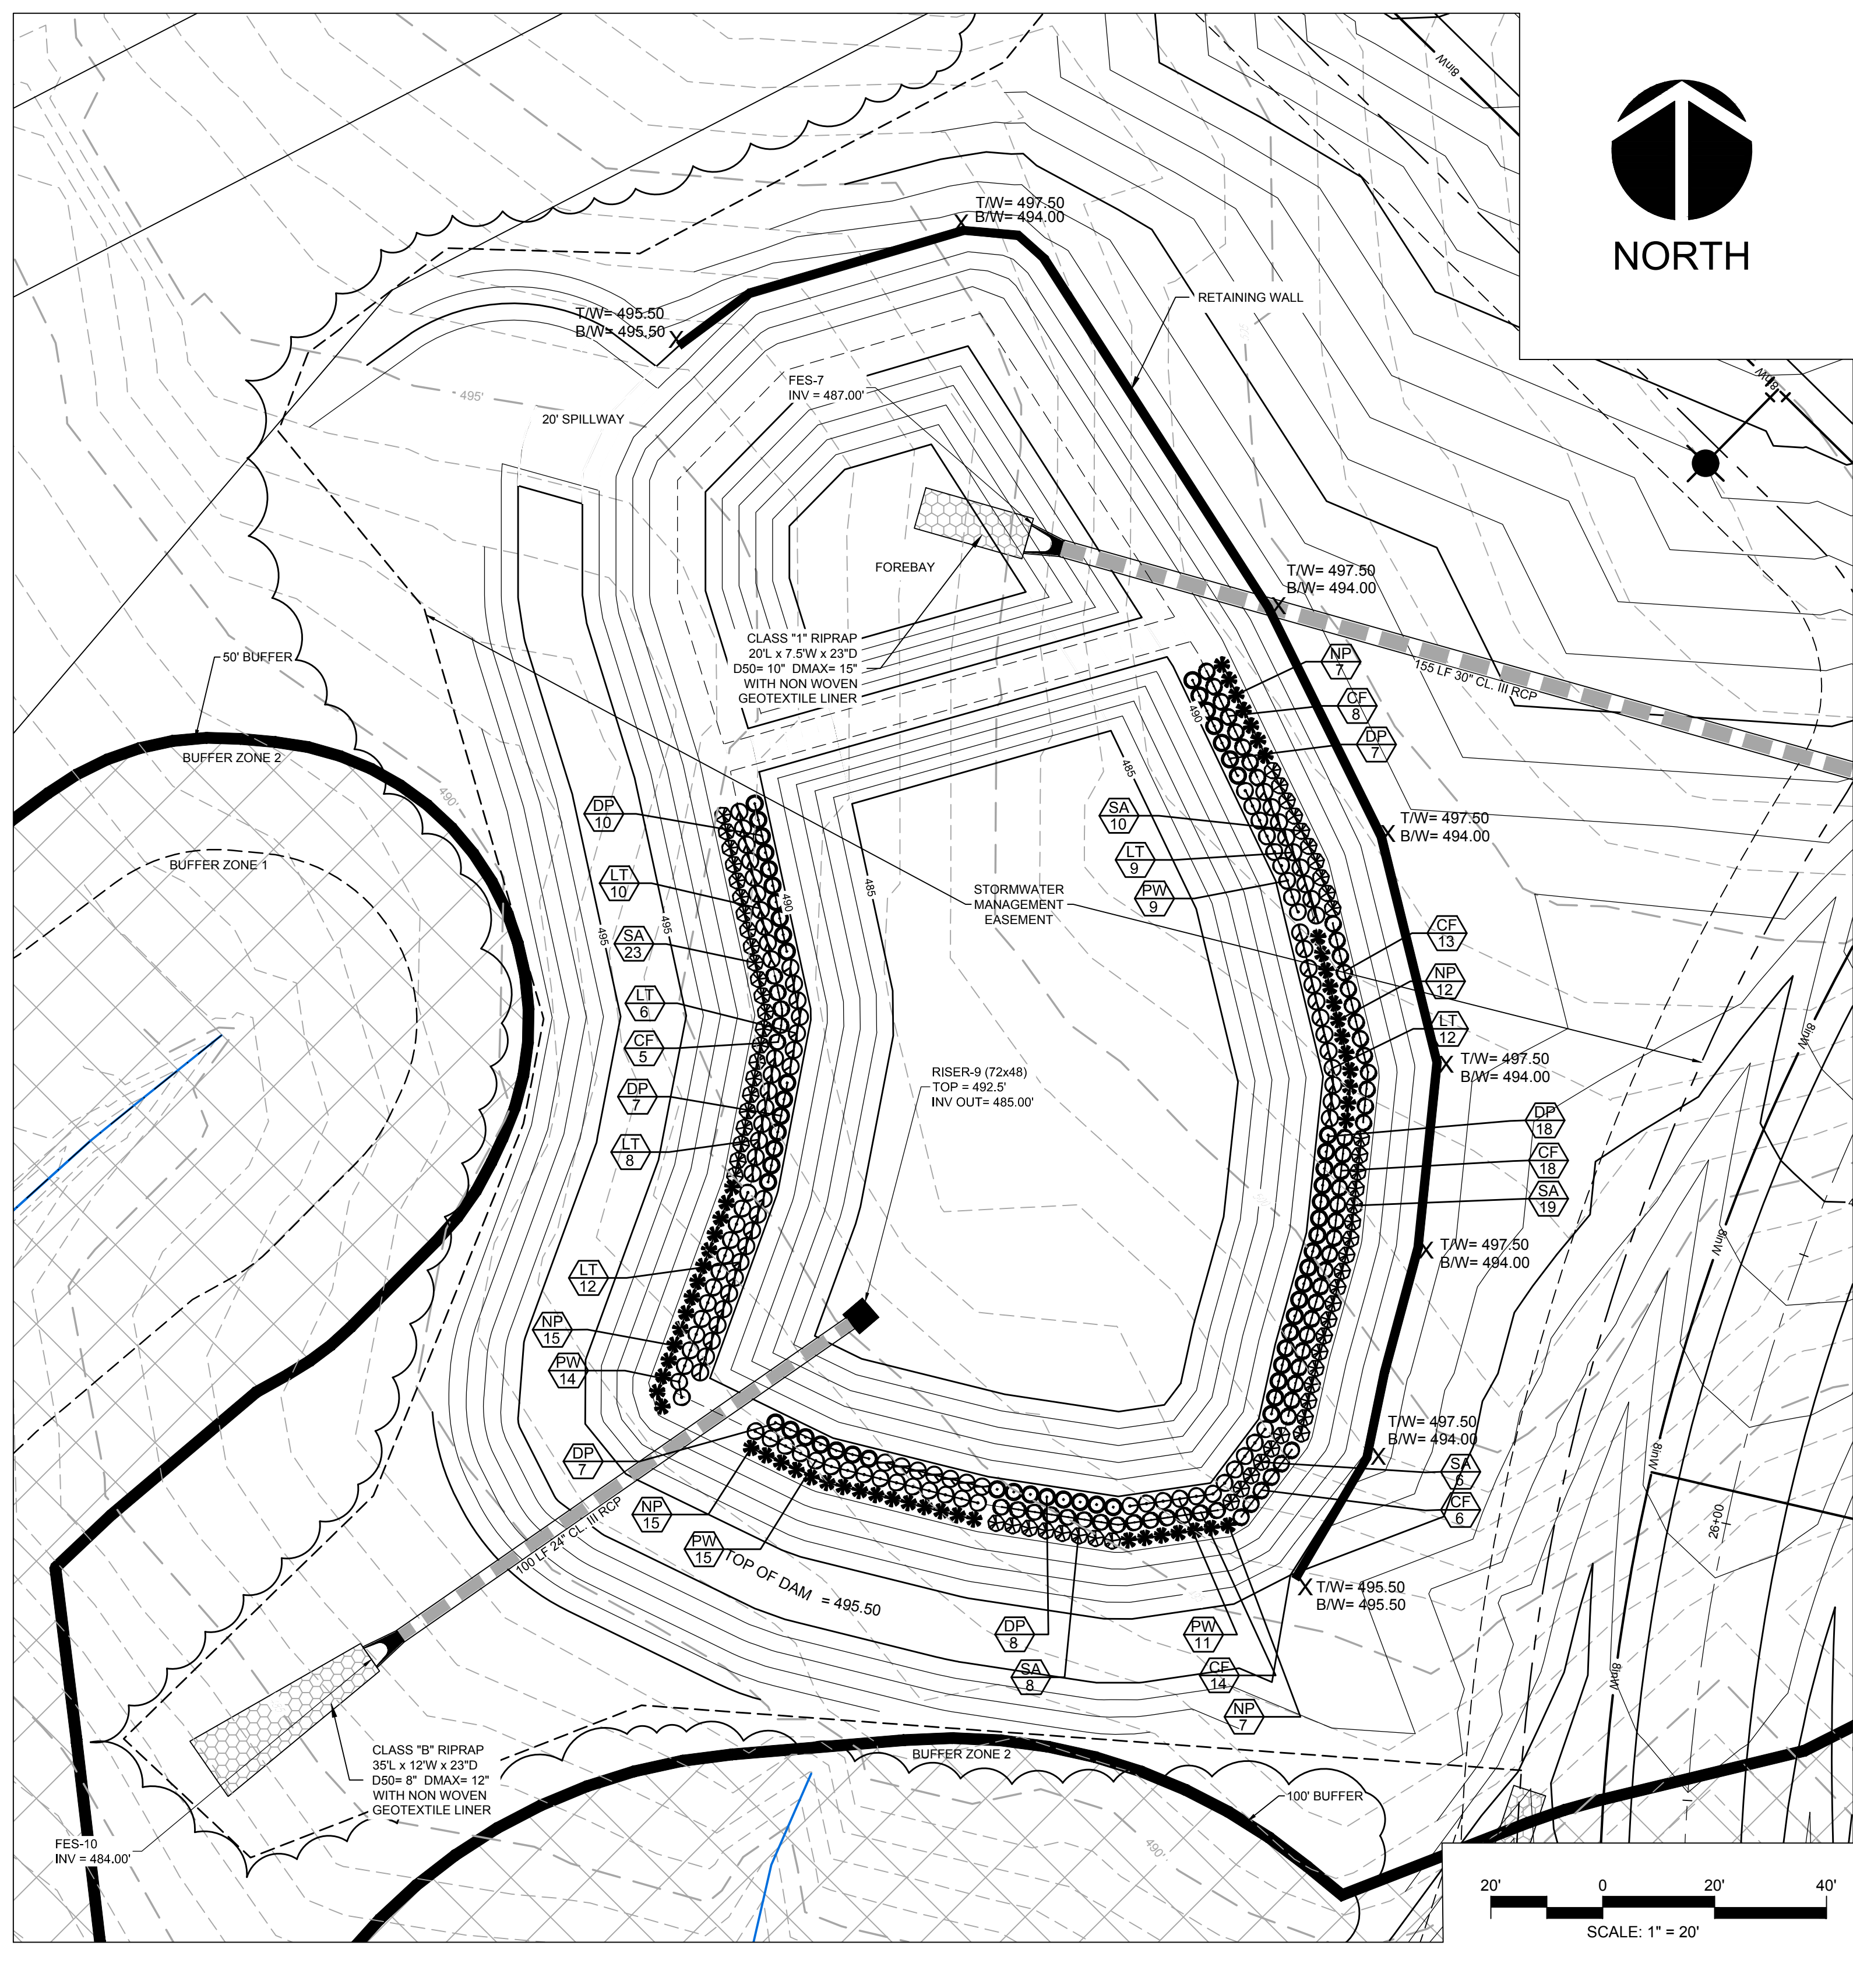 8inW
NORTH
T/W= 497.50
B/W= 494.00
RETAINING WALL
T/W= 495.50
B/W= 495.50
8inW
FES-7
INV = 487.00'
495'
20' SPILLWAY
FOREBAY
T/W= 497.50
B/W= 494.00
CLASS "1" RIPRAP
20'L x 7.5'W x 23"D
D50= 10" DMAX= 15"
WITH NON WOVEN
GEOTEXTILE LINER
50' BUFFER
NP
7
155 LF 30" CL. III RCP
CF
8
490
DP
7
BUFFER ZONE 2
485
490'
DP
10
SA
10
T/W= 497.50
B/W= 494.00
BUFFER ZONE 1
LT
9
LT
10
485
490
PW
9
STORMWATER
MANAGEMENT
EASEMENT
495
495
SA
23
CF
13
NP
12
LT
6
LT
12
8inW
CF
5
T/W= 497.50
B/W= 494.00
RISER-9 (72x48)
TOP = 492.5'
INV OUT= 485.00'
DP
7
DP
18
LT
8
CF
18
SA
19
8inW
T/W= 497.50
B/W= 494.00
LT
12
NP
15
PW
14
T/W= 497.50
B/W= 494.00
DP
7
8inW
SA
6
NP
15
CF
6
26+00
100 LF 24" CL. III RCP
PW
15
TOP OF DAM = 495.50
T/W= 495.50
B/W= 495.50
DP
8
PW
11
SA
8
CF
14
8inW
NP
7
CLASS "B" RIPRAP
35'L x 12'W x 23"D
D50= 8" DMAX= 12"
WITH NON WOVEN
GEOTEXTILE LINER
BUFFER ZONE 2
100' BUFFER
FES-10
INV = 484.00'
490'
20' 0 20' 40'
SCALE: 1" = 20'